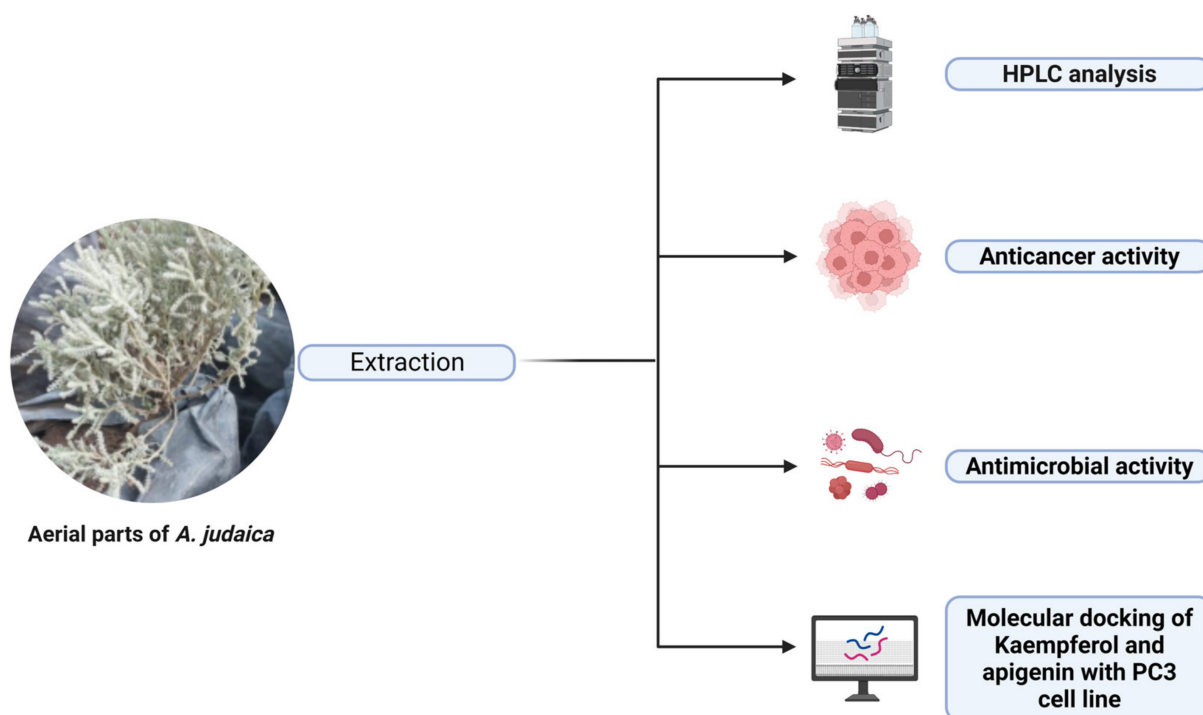 HPLC analysis
Anticancer activity
Extraction
Antimicrobial activity
Aerial parts of A. judaica
Molecular docking of
Kaempferol and
apigenin with PC3
cell line